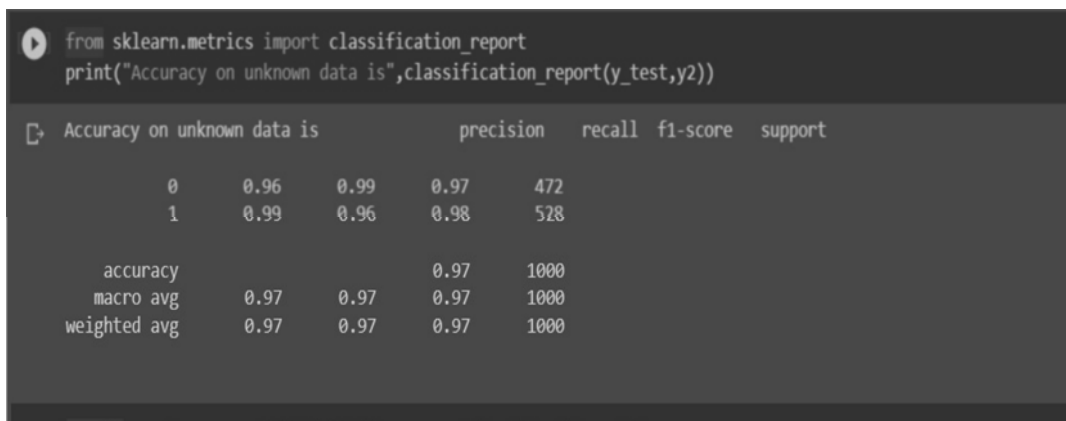 from sklearn.metrics import classification_report
print("Accuracy on unknown data is",classification_report(y_test,y2))
Accuracy on unknown data is precision recall f1-score support
0 0.96 0.99 0.97 472
1 0.99 0.96 0.98 528
accuracy 0.97 1000
macro avg 0.97 0.97 0.97 1000
weighted avg 0.97 0.97 0.97 1000